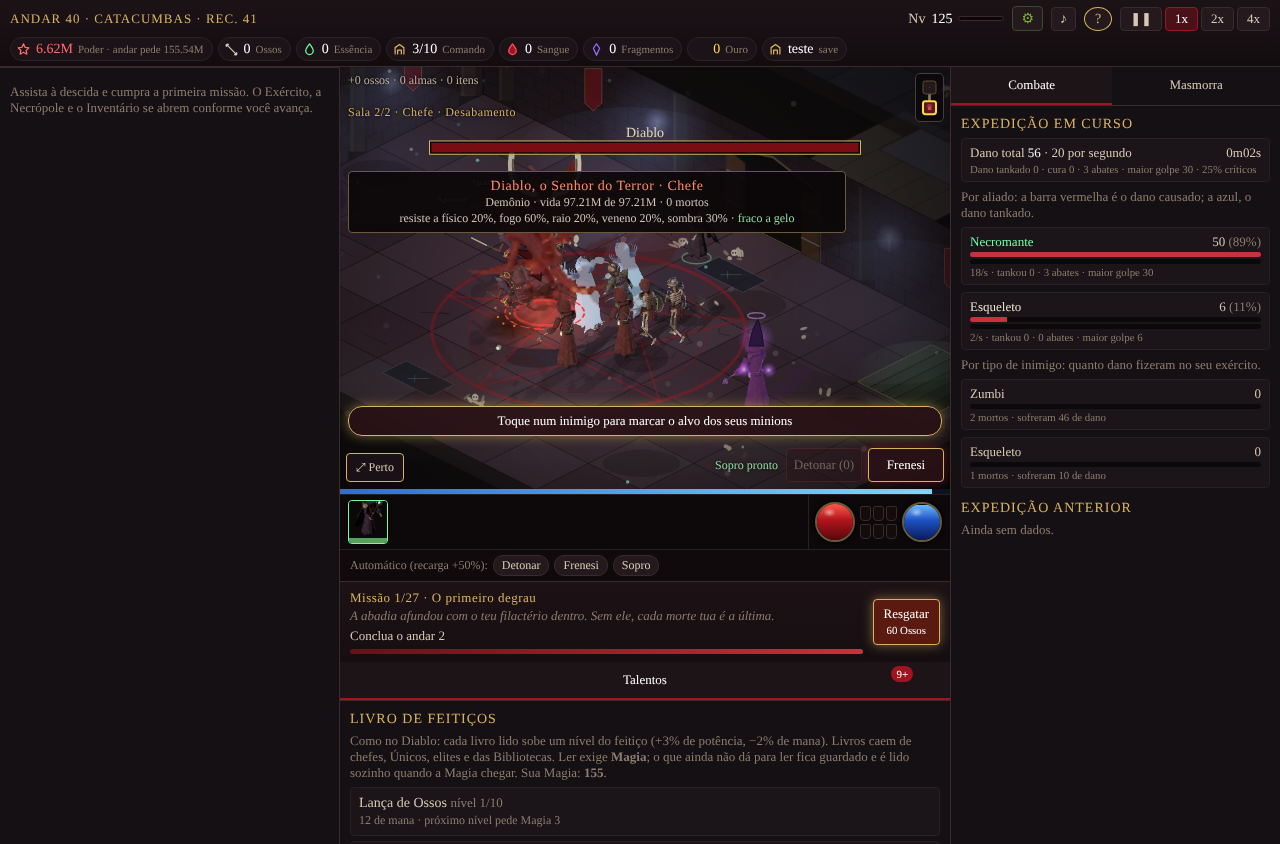 ANDAR 40 · CATACUMBAS · REC. 41
Nv 125
?
1x
2x
4x
6.62M Poder · andar pede 155.54M
0 Ossos
0 Essência
3/10 Comando
0 Sangue
0 Fragmentos
0 Ouro
teste save
Assista à descida e cumpra a primeira missão. O Exército, a
Necrópole e o Inventário se abrem conforme você avança.
+0 ossos · 0 almas · 0 itens
Sala 2/2 · Chefe · Desabamento
Diablo
Diablo, o Senhor do Terror · Chefe
Demônio · vida 97.21M de 97.21M · 0 mortos
resiste a físico 20%, fogo 60%, raio 20%, veneno 20%, sombra 30% · fraco a gelo
Toque num inimigo para marcar o alvo dos seus minions
Perto
Sopro pronto
Detonar (0)
Frenesi
Automático (recarga +50%):
Detonar
Frenesi
Sopro
Missão 1/27 · O primeiro degrau
A abadia afundou com o teu filactério dentro. Sem ele, cada morte tua é a última.
Conclua o andar 2
Resgatar
60 Ossos
Talentos
9+
LIVRO DE FEITIÇOS
Como no Diablo: cada livro lido sobe um nível do feitiço (+3% de potência, −2% de mana). Livros caem de
chefes, Únicos, elites e das Bibliotecas. Ler exige Magia; o que ainda não dá para ler fica guardado e é lido
sozinho quando a Magia chegar. Sua Magia: 155.
Lança de Ossos nível 1/10
12 de mana · próximo nível pede Magia 3
Combate
Masmorra
EXPEDIÇÃO EM CURSO
Dano total 56 · 20 por segundo
0m02s
Dano tankado 0 · cura 0 · 3 abates · maior golpe 30 · 25% críticos
Por aliado: a barra vermelha é o dano causado; a azul, o
dano tankado.
Necromante
50 (89%)
18/s · tankou 0 · 3 abates · maior golpe 30
Esqueleto
6 (11%)
2/s · tankou 0 · 0 abates · maior golpe 6
Por tipo de inimigo: quanto dano fizeram no seu exército.
Zumbi
0
2 mortos · sofreram 46 de dano
Esqueleto
0
1 mortos · sofreram 10 de dano
EXPEDIÇÃO ANTERIOR
Ainda sem dados.